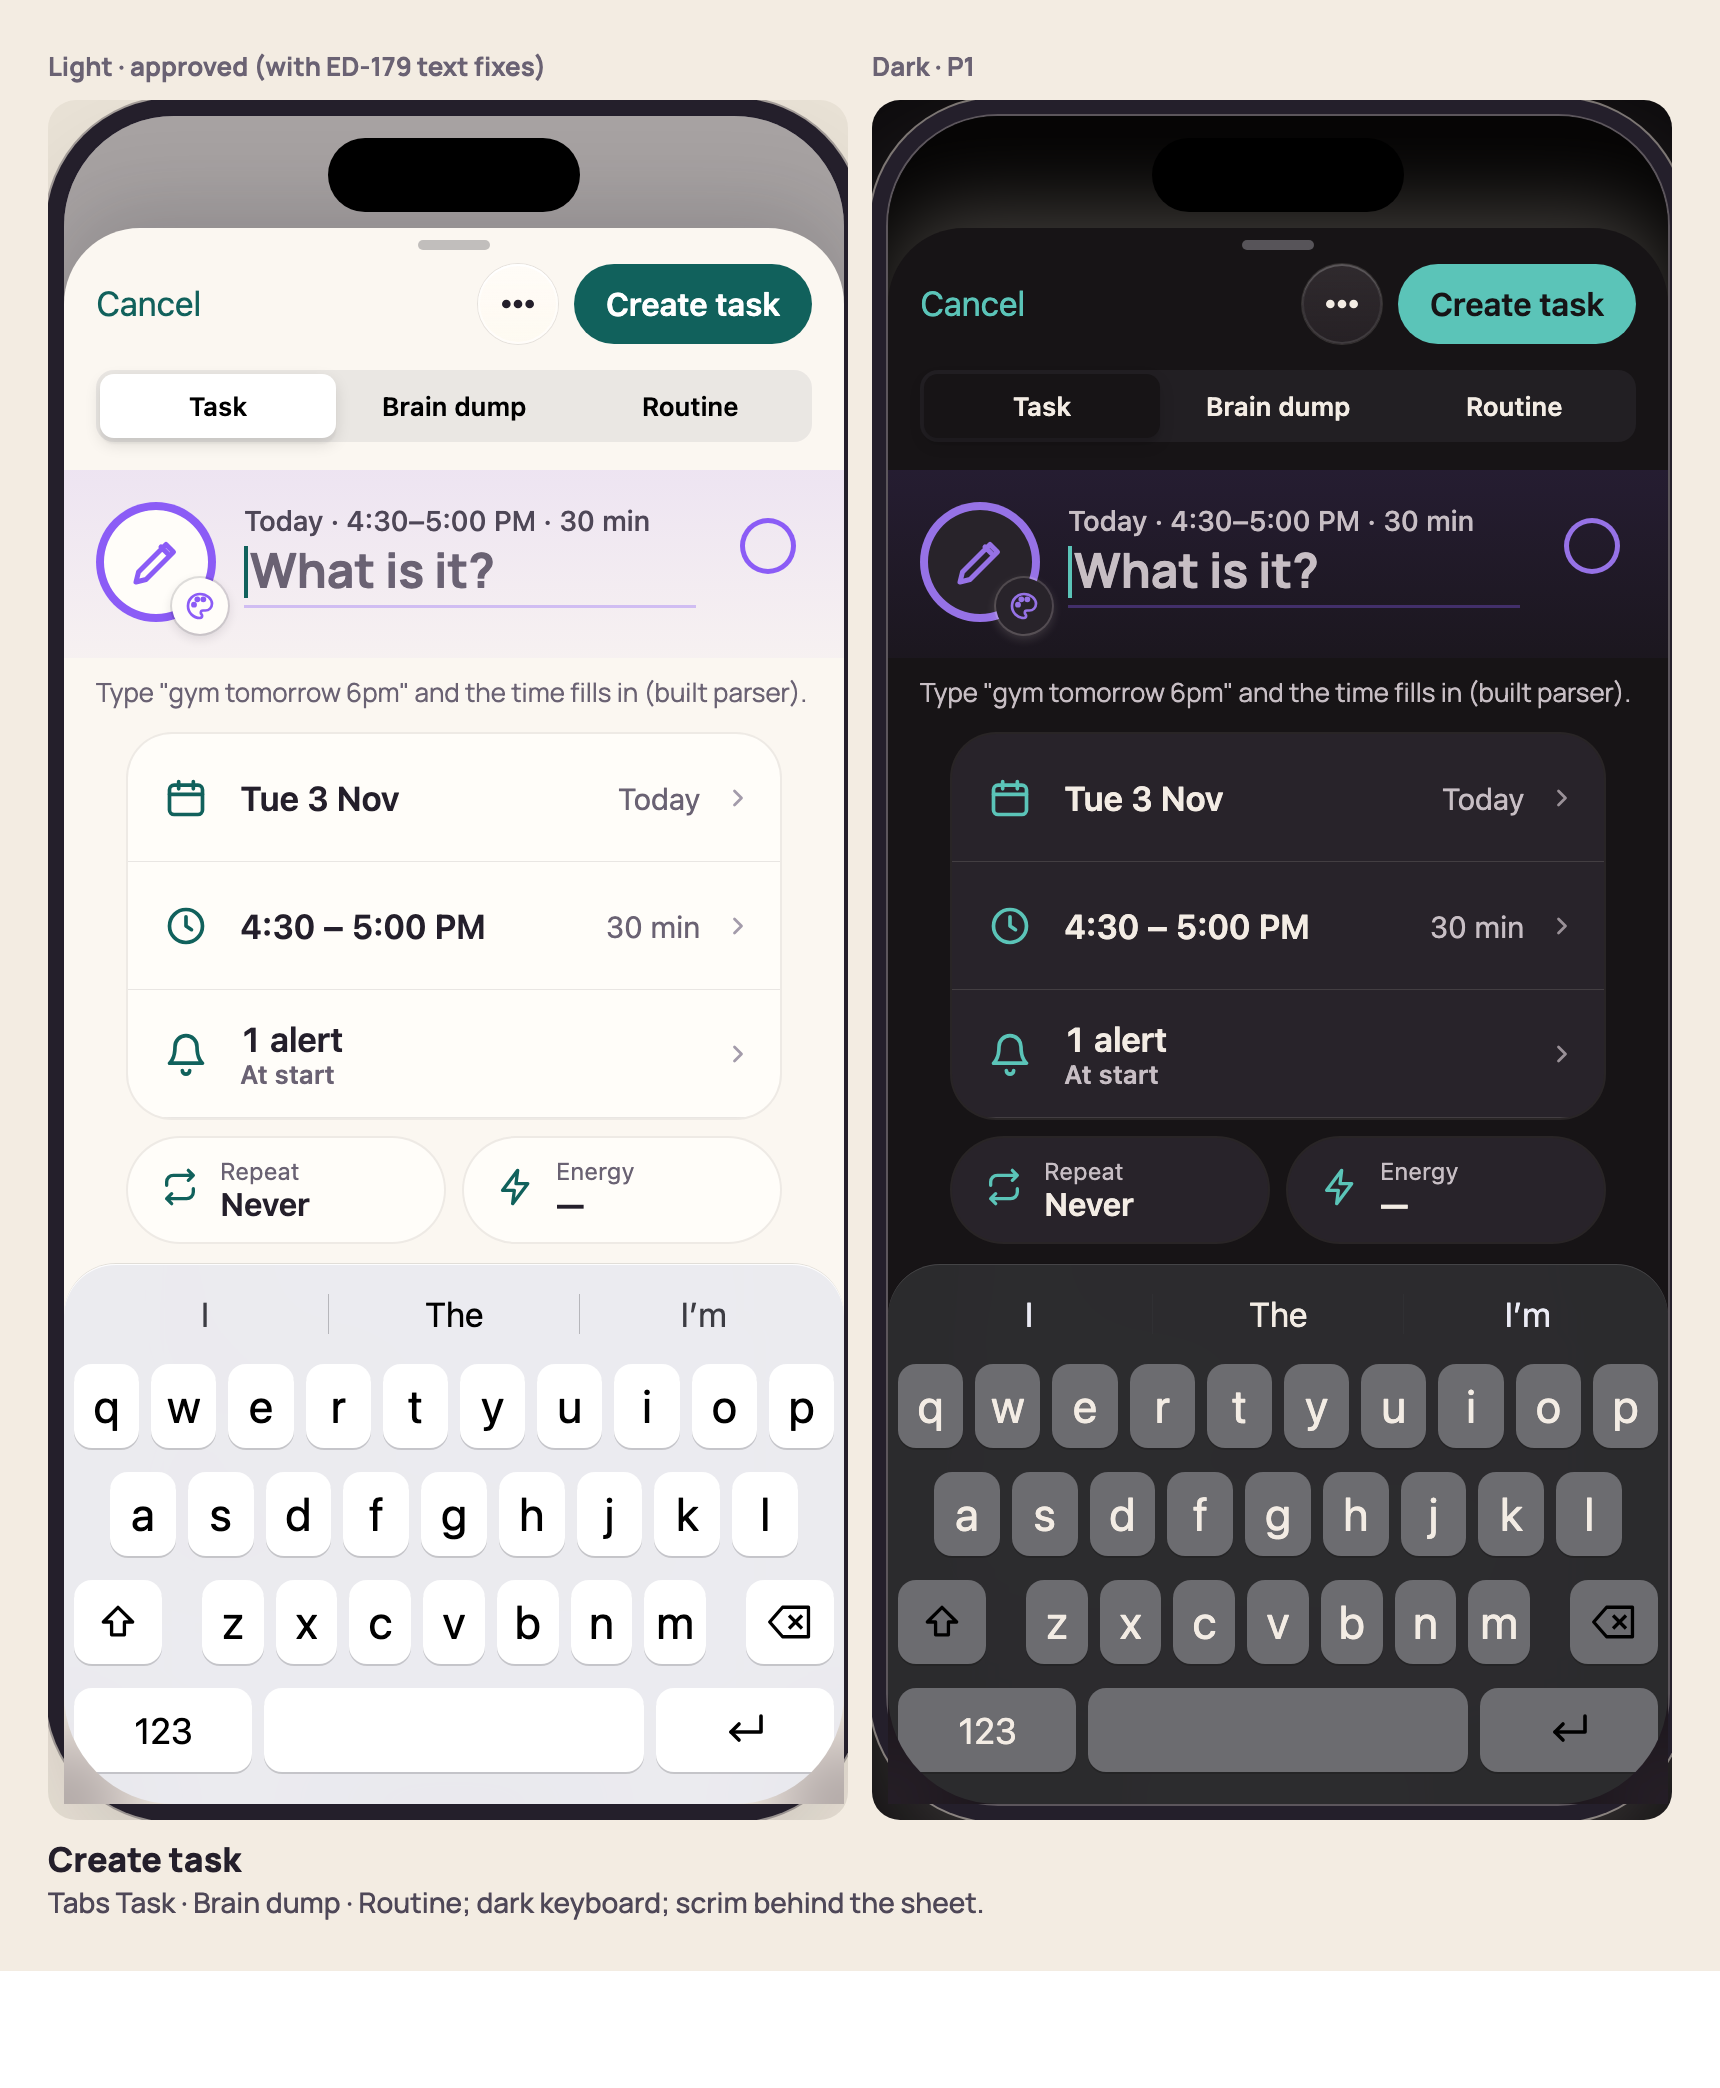 Light · approved (with ED-179 text fixes)
Cancel
•••
Create task
Task
Brain dump
Routine
Today · 4:30–5:00 PM · 30 min
What is it?
Type "gym tomorrow 6pm" and the time fills in (built parser).
Tue 3 Nov
Today
4:30 – 5:00 PM
30 min
1 alert
At start
Repeat
Never
Energy
—
I
The
I’m
q w e r t y u i o p
a s d f g h j k l
z x c v b n m
123
Dark · P1
Cancel
•••
Create task
Task
Brain dump
Routine
Today · 4:30–5:00 PM · 30 min
What is it?
Type "gym tomorrow 6pm" and the time fills in (built parser).
Tue 3 Nov
Today
4:30 – 5:00 PM
30 min
1 alert
At start
Repeat
Never
Energy
—
I
The
I’m
q w e r t y u i o p
a s d f g h j k l
z x c v b n m
123
Create task
Tabs Task · Brain dump · Routine; dark keyboard; scrim behind the sheet.